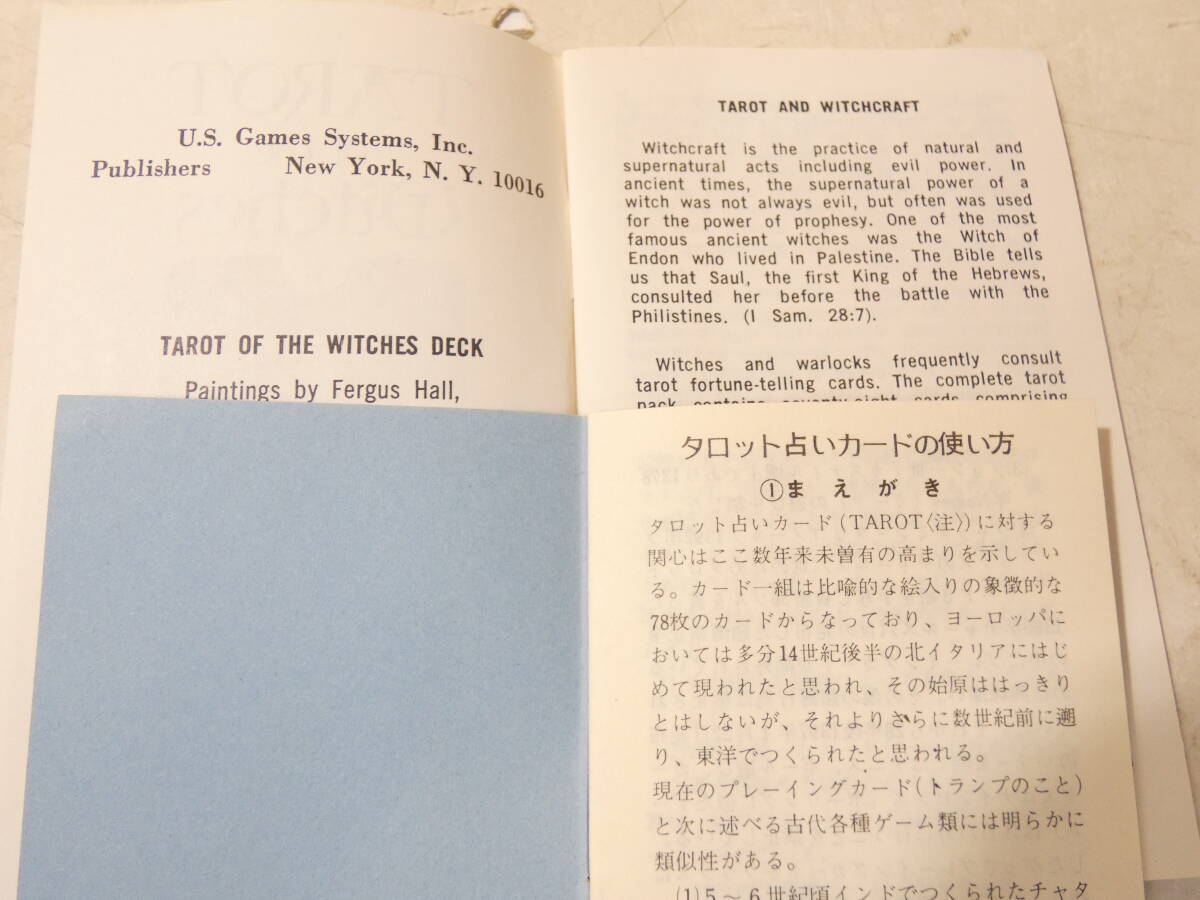 U.S. Games Systems, Inc.
Publishers New York, N. Y. 10016
TAROT OF THE WITCHES DECK
Paintings by Fergus Hall,
TAROT AND WITCHCRAFT
Witchcraft is the practice of natural and
supernatural acts including evil power. In
ancient times, the supernatural power of a
witch was not always evil, but often was used
for the power of prophesy. One of the most
famous ancient witches was the Witch of
Endon who lived in Palestine. The Bible tells
us that Saul, the first King of the Hebrews,
consulted her before the battle with the
Philistines. (I Sam. 28:7).
Witches and warlocks frequently consult
tarot fortune-telling cards. The complete tarot
pack contains seventy-eight cards comprising
タロット占いカードの使い方
①まえがき
タロット占いカード(TAROT〈注〉)に対する
関心はここ数年来未曽有の高まりを示してい
る。カード一組は比喩的な絵入りの象徴的な
78枚のカードからなっており、ヨーロッパに
おいては多分14世紀後半の北イタリアにはじ
めて現われたと思われ、その始原ははっきり
とはしないが、それよりさらに数世紀前に遡
り、東洋でつくられたと思われる。
現在のプレーイングカード(トランプのこと)
と次に述べる古代各種ゲーム類には明らかに
類似性がある。
(1)5～6世紀頃インドでつくられたチャタ